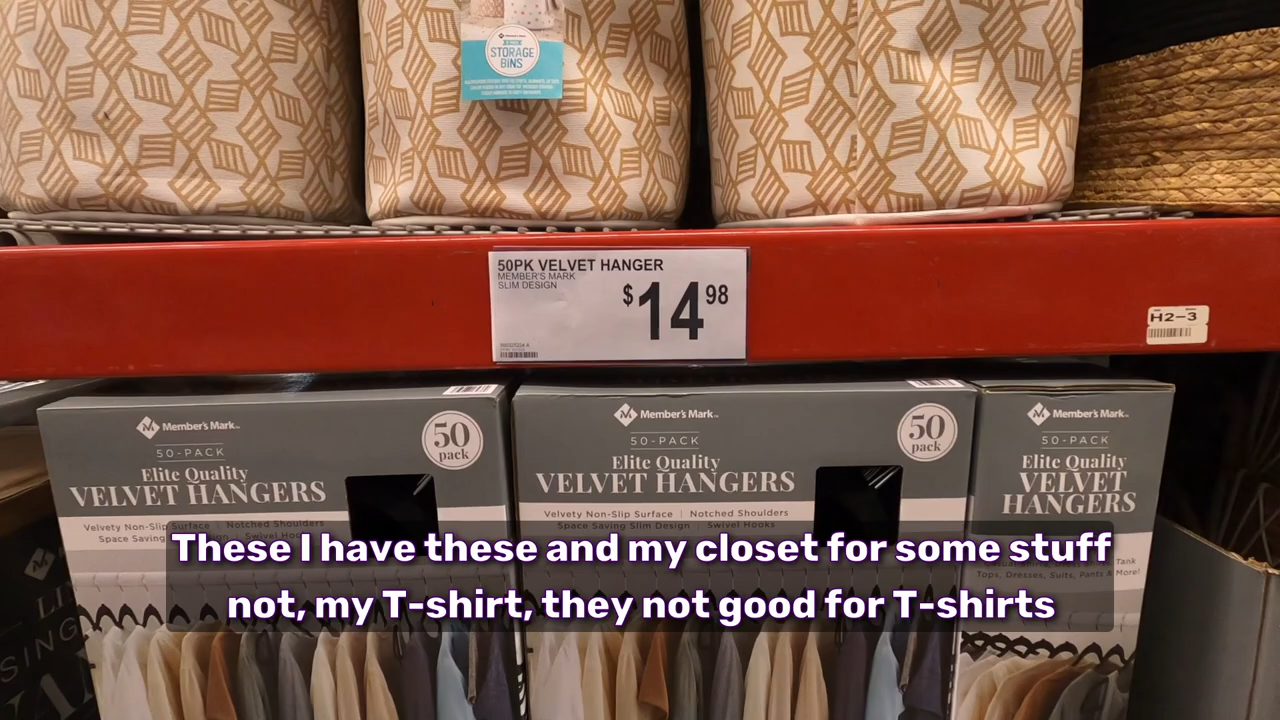 STORAGE
BINS
50PK VELVET HANGER
MEMBER'S MARK
SLIM DESIGN
$14 98
H2-3
Member's Mark
50-PACK
50
pack
Elite Quality
VELVET HANGERS
Velvety Non-Slip Surface | Notched Shoulders
Space Saving
Member's Mark
50-PACK
50
pack
Elite Quality
VELVET HANGERS
Velvety Non-Slip Surface | Notched Shoulders
Space Saving Slim Design | Swivel Hooks
Member's Mark
50-PACK
Elite Quality
VELVET
HANGERS
Tank
Tops, Dresses, Suits, Pants & More!
These I have these and my closet for some stuff
not, my T-shirt, they not good for T-shirts